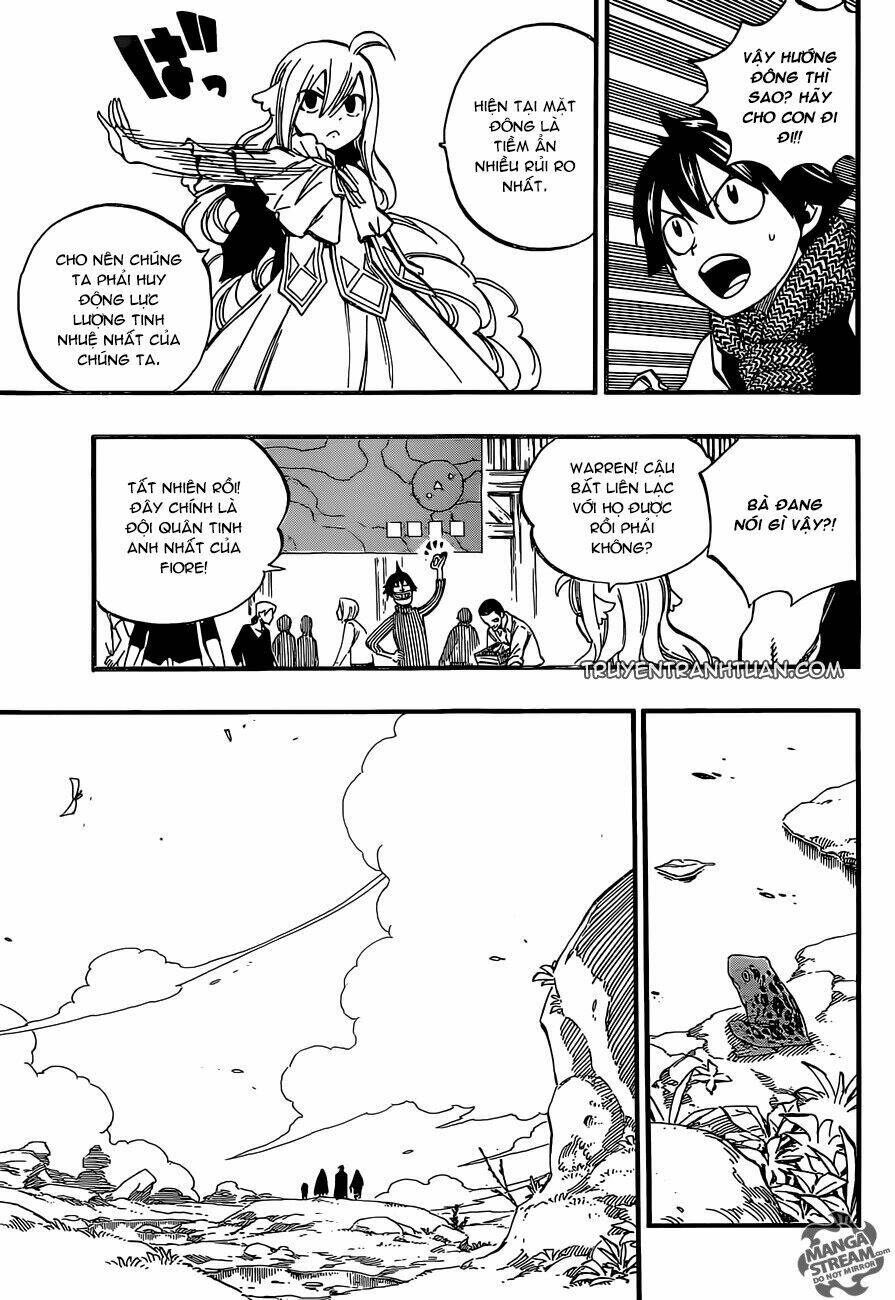 VẬY HƯỚNG
ĐÔNG THÌ
SAO? HÃY
CHO CON ĐI
ĐI!!
HIỆN TẠI MẶT
ĐÔNG LÀ
TIỀM ẨN
NHIỀU RỦI RO
NHẤT.
ばっ
CHO NÊN CHÚNG
TA PHẢI HUY
ĐỘNG LỰC
LƯỢNG TINH
NHUỆ NHẤT CỦA
CHÚNG TA.
BÀ ĐANG
NÓI GÌ VẬY?!
WARREN! CẬU
BẮT LIÊN LẠC
VỚI HỌ ĐƯỢC
RỒI PHẢI
KHÔNG?
TẤT NHIÊN RỒI!
ĐÂY CHÍNH LÀ
ĐỘI QUÂN TINH
ANH NHẤT CỦA
FIORE!
TRUYENTRANHTUAN.COM
MANGA
STREAM.com
DO NOT MIRROR!